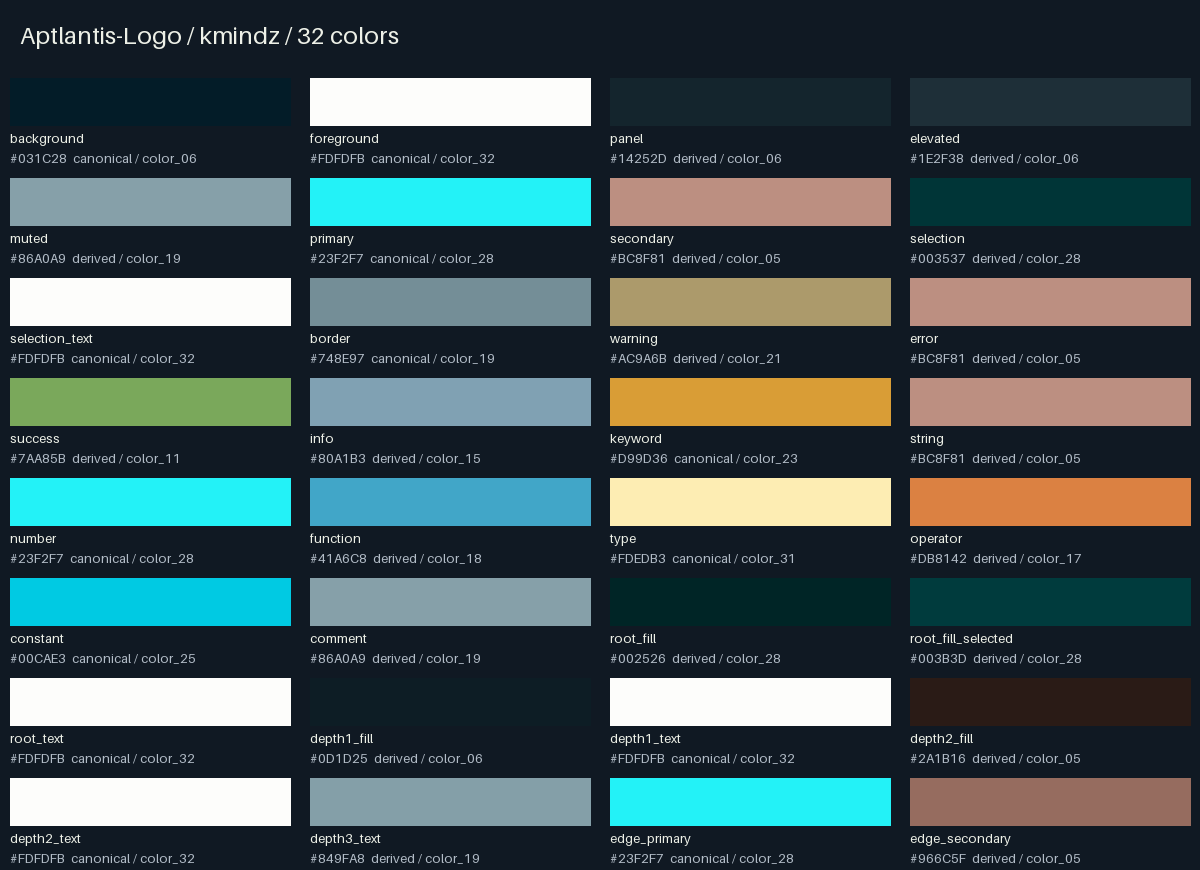 Aptlantis-Logo / kmindz / 32 colors
background
#031C28 canonical / color_06
foreground
#FDFDFB canonical / color_32
panel
#14252D derived / color_06
elevated
#1E2F38 derived / color_06
muted
#86A0A9 derived / color_19
primary
#23F2F7 canonical / color_28
secondary
#BC8F81 derived / color_05
selection
#003537 derived / color_28
selection_text
#FDFDFB canonical / color_32
border
#748E97 canonical / color_19
warning
#AC9A6B derived / color_21
error
#BC8F81 derived / color_05
success
#7AA85B derived / color_11
info
#80A1B3 derived / color_15
keyword
#D99D36 canonical / color_23
string
#BC8F81 derived / color_05
number
#23F2F7 canonical / color_28
function
#41A6C8 derived / color_18
type
#FDEDB3 canonical / color_31
operator
#DB8142 derived / color_17
constant
#00CAE3 canonical / color_25
comment
#86A0A9 derived / color_19
root_fill
#002526 derived / color_28
root_fill_selected
#003B3D derived / color_28
root_text
#FDFDFB canonical / color_32
depth1_fill
#0D1D25 derived / color_06
depth1_text
#FDFDFB canonical / color_32
depth2_fill
#2A1B16 derived / color_05
depth2_text
#FDFDFB canonical / color_32
depth3_text
#849FA8 derived / color_19
edge_primary
#23F2F7 canonical / color_28
edge_secondary
#966C5F derived / color_05